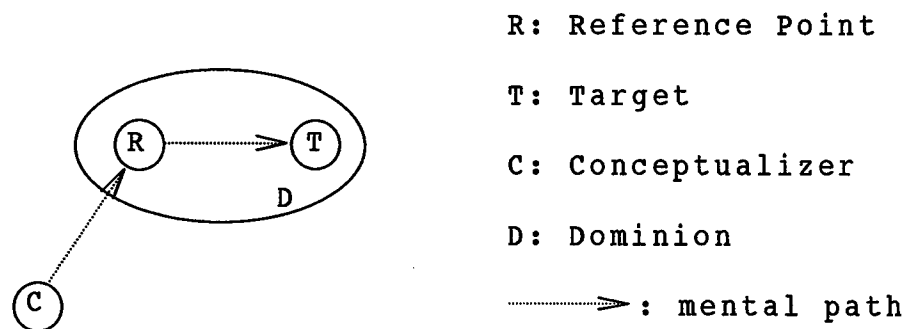 R: Reference Point
T: Target
C: Conceptualizer
D: Dominion
: mental path
R
T
D
C